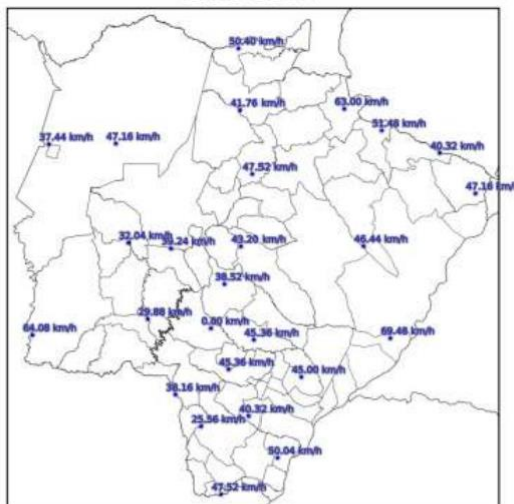 50.40 km/h
41.76 km/h
63.00 km/h
51.48 km/h
37.44 km/h
47.16 km/h
40.32 km/h
47.52 km/h
47.16 km/h
32.04 km/h
39.24 km/h
43.20 km/h
46.44 km/h
38.52 km/h
29.88 km/h
0.00 km/h
64.08 km/h
45.36 km/h
69.48 km/h
45.36 km/h
45.00 km/h
38.16 km/h
40.32 km/h
25.56 km/h
50.04 km/h
47.52 km/h